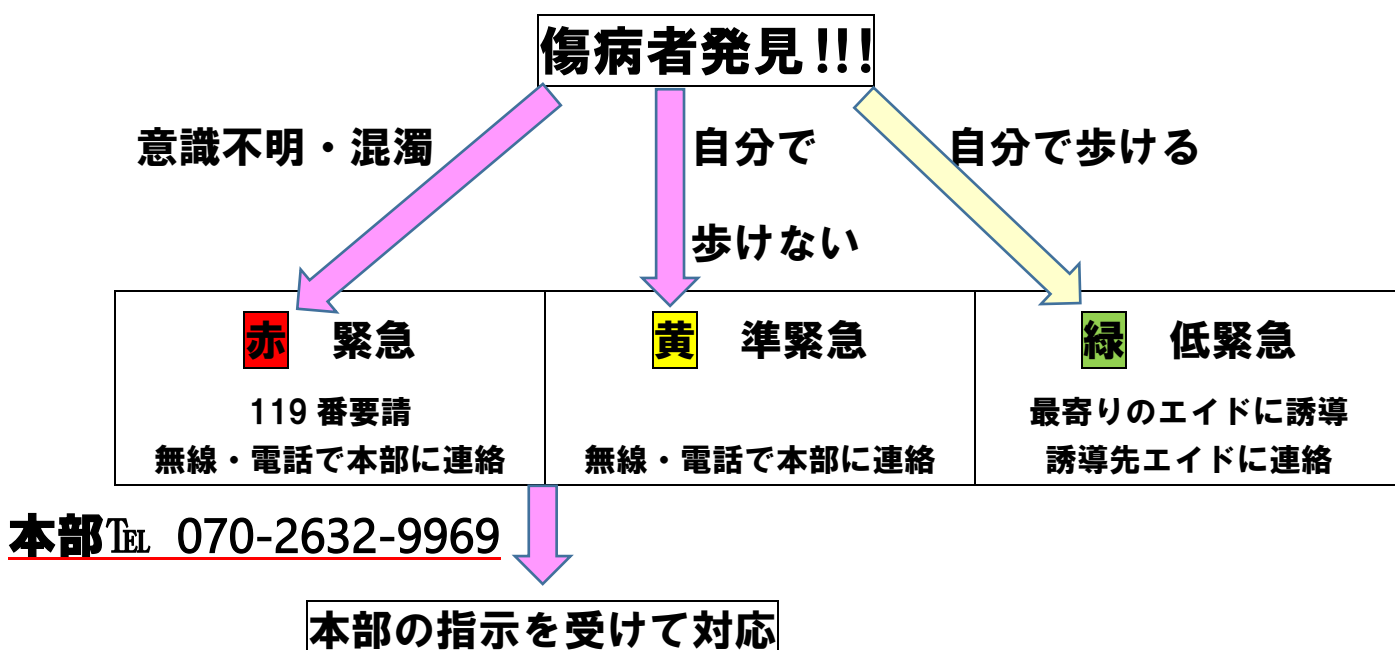 傷病者発見!!!
意識不明・混濁
自分で
歩けない
自分で歩ける
赤 緊急
119番要請
無線・電話で本部に連絡
黄 準緊急
無線・電話で本部に連絡
緑 低緊急
最寄りのエイドに誘導
誘導先エイドに連絡
本部℡ 070-2632-9969
本部の指示を受けて対応